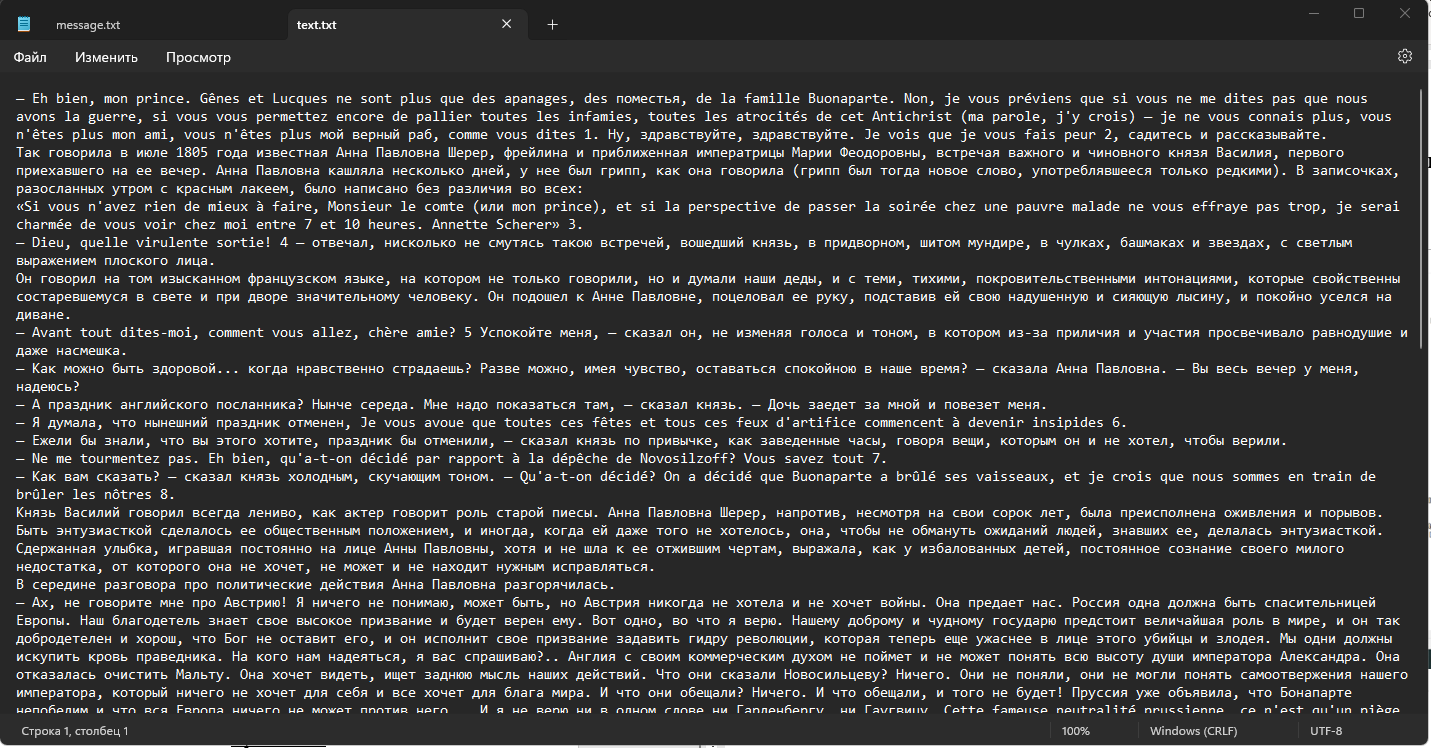 message.txt
text.txt
Файл Изменить Просмотр
— Eh bien, mon prince. Gênes et Lucques ne sont plus que des apanages, des поместья, de la famille Buonaparte. Non, je vous préviens que si vous ne me dites pas que nous
avons la guerre, si vous vous permettez encore de pallier toutes les infamies, toutes les atrocités de cet Antichrist (ma parole, j'y crois) — je ne vous connais plus, vous
n'êtes plus mon ami, vous n'êtes plus мой верный раб, comme vous dites 1. Ну, здравствуйте, здравствуйте. Je vois que je vous fais peur 2, садитесь и рассказывайте.
Так говорила в июле 1805 года известная Анна Павловна Шерер, фрейлина и приближенная императрицы Марии Феодоровны, встречая важного и чиновного князя Василия, первого
приехавшего на ее вечер. Анна Павловна кашляла несколько дней, у нее был грипп, как она говорила (грипп был тогда новое слово, употреблявшееся только редкими). В записочках,
разосланных утром с красным лакеем, было написано без различия во всех:
«Si vous n'avez rien de mieux à faire, Monsieur le comte (или mon prince), et si la perspective de passer la soirée chez une pauvre malade ne vous effraye pas trop, je serai
charmée de vous voir chez moi entre 7 et 10 heures. Annette Scherer» 3.
— Dieu, quelle virulente sortie! 4 — отвечал, нисколько не смутясь такою встречей, вошедший князь, в придворном, шитом мундире, в чулках, башмаках и звездах, с светлым
выражением плоского лица.
Он говорил на том изысканном французском языке, на котором не только говорили, но и думали наши деды, и с теми, тихими, покровительственными интонациями, которые свойственны
состаревшемуся в свете и при дворе значительному человеку. Он подошел к Анне Павловне, поцеловал ее руку, подставив ей свою надушенную и сияющую лысину, и покойно уселся на
диване.
— Avant tout dites-moi, comment vous allez, chère amie? 5 Успокойте меня, — сказал он, не изменяя голоса и тоном, в котором из-за приличия и участия просвечивало равнодушие и
даже насмешка.
— Как можно быть здоровой... когда нравственно страдаешь? Разве можно, имея чувство, оставаться спокойною в наше время? — сказала Анна Павловна. — Вы весь вечер у меня,
надеюсь?
— А праздник английского посланника? Нынче середа. Мне надо показаться там, — сказал князь. — Дочь заедет за мной и повезет меня.
— Я думала, что нынешний праздник отменен, Je vous avoue que toutes ces fêtes et tous ces feux d'artifice commencent à devenir insipides 6.
— Ежели бы знали, что вы этого хотите, праздник бы отменили, — сказал князь по привычке, как заведенные часы, говоря вещи, которым он и не хотел, чтобы верили.
— Ne me tourmentez pas. Eh bien, qu'a-t-on décidé par rapport à la dépêche de Novosilzoff? Vous savez tout 7.
— Как вам сказать? — сказал князь холодным, скучающим тоном. — Qu'a-t-on décidé? On a décidé que Buonaparte a brûlé ses vaisseaux, et je crois que nous sommes en train de
brûler les nôtres 8.
Князь Василий говорил всегда лениво, как актер говорит роль старой пиесы. Анна Павловна Шерер, напротив, несмотря на свои сорок лет, была преисполнена оживления и порывов.
Быть энтузиасткой сделалось ее общественным положением, и иногда, когда ей даже того не хотелось, она, чтобы не обмануть ожиданий людей, знавших ее, делалась энтузиасткой.
Сдержанная улыбка, игравшая постоянно на лице Анны Павловны, хотя и не шла к ее отжившим чертам, выражала, как у избалованных детей, постоянное сознание своего милого
недостатка, от которого она не хочет, не может и не находит нужным исправляться.
В середине разговора про политические действия Анна Павловна разгорячилась.
— Ах, не говорите мне про Австрию! Я ничего не понимаю, может быть, но Австрия никогда не хотела и не хочет войны. Она предает нас. Россия одна должна быть спасительницей
Европы. Наш благодетель знает свое высокое призвание и будет верен ему. Вот одно, во что я верю. Нашему доброму и чудному государю предстоит величайшая роль в мире, и он так
добродетелен и хорош, что Бог не оставит его, и он исполнит свое призвание задавить гидру революции, которая теперь еще ужаснее в лице этого убийцы и злодея. Мы одни должны
искупить кровь праведника. На кого нам надеяться, я вас спрашиваю?.. Англия с своим коммерческим духом не поймет и не может понять всю высоту души императора Александра. Она
отказалась очистить Мальту. Она хочет видеть, ищет заднюю мысль наших действий. Что они сказали Новосильцеву? Ничего. Они не поняли, они не могли понять самоотвержения нашего
императора, который ничего не хочет для себя и все хочет для блага мира. И что они обещали? Ничего. И что обещали, и того не будет! Пруссия уже объявила, что Бонапарте
непобедим и что вся Европа ничего не может против него... И я не верю ни в одном слове ни Гарденбергу, ни Гаугвицу. Cette fameuse neutralité prussienne, ce n'est qu'un piège
Строка 1, столбец 1
100%
Windows (CRLF)
UTF-8